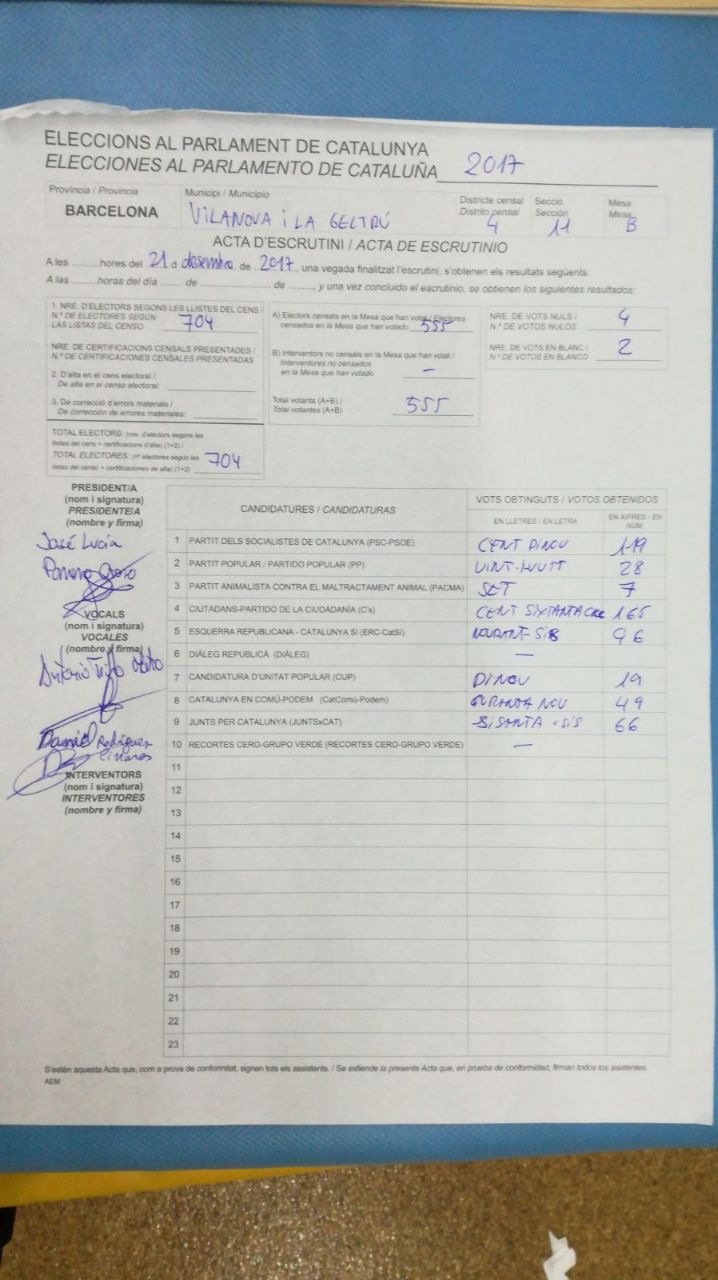 ELECCIONS AL PARLAMENT DE CATALUNYA
ELECCIONES AL PARLAMENTO DE CATALUÑA 2017
Província / Provincia Municipi / Municipio Districte censal Secció Mesa
Distrito censal Sección Mesa
BARCELONA VILANOVA i LA GELTRÚ 4 11 B
ACTA D'ESCRUTINI / ACTA DE ESCRUTINIO
A les ..........hores del 21 d desembre de 2017, una vegada finalitzat l'escrutini, s'obtenen els resultats següents:
A las ..........horas del día ....... de ........................ de ........, y una vez concluido el escrutinio, se obtienen los siguientes resultados:
1. NRE. D'ELECTORS SEGONS LES LLISTES DEL CENS /
N.º DE ELECTORES SEGÚN
LAS LISTAS DEL CENSO 704
NRE. DE CERTIFICACIONS CENSALS PRESENTADES /
N.º DE CERTIFICACIONES CENSALES PRESENTADAS
2. D'alta en el cens electoral /
De alta en el censo electoral:
3. De correcció d'errors materials /
De corrección de errores materiales:
TOTAL ELECTORS: (nre. d'electors segons les
llistes del cens + certificacions d'alta) (1+2) /
TOTAL ELECTORES: (nº electores según las
listas del censo + certificaciones de alta) (1+2) 704
A) Electors censats en la Mesa que han votat / Electores
censados en la Mesa que han votado 555
B) Interventors no censats en la Mesa que han votat /
Interventores no censados
en la Mesa que han votado –
Total votants (A+B) /
Total votantes (A+B) 555
NRE. DE VOTS NULS /
N.º DE VOTOS NULOS 4
NRE. DE VOTS EN BLANC /
N.º DE VOTOS EN BLANCO 2
PRESIDENT/A
(nom i signatura)
PRESIDENTE/A
(nombre y firma)
José Lucía
VOCALS
(nom i signatura)
VOCALES
(nombre y firma)
Antonio
Daniel Rodríguez
Linares
INTERVENTORS
(nom i signatura)
INTERVENTORES
(nombre y firma)
CANDIDATURES / CANDIDATURAS VOTS OBTINGUTS / VOTOS OBTENIDOS
EN LLETRES / EN LETRA EN XIFRES / EN NÚM
1 PARTIT DELS SOCIALISTES DE CATALUNYA (PSC-PSOE) CENT DINOU 119
2 PARTIT POPULAR / PARTIDO POPULAR (PP) VINT-HUIT 28
3 PARTIT ANIMALISTA CONTRA EL MALTRACTAMENT ANIMAL (PACMA) SET 7
4 CIUTADANS-PARTIDO DE LA CIUDADANÍA (C's) CENT 165
5 ESQUERRA REPUBLICANA - CATALUNYA SÍ (ERC-CatSí) 96
6 DIÀLEG REPUBLICÀ (DIÀLEG) —
7 CANDIDATURA D'UNITAT POPULAR (CUP) DINOU 19
8 CATALUNYA EN COMÚ-PODEM (CatComú-Podem) NOU 49
9 JUNTS PER CATALUNYA (JUNTSxCAT) SISANTA-SIS 66
10 RECORTES CERO-GRUPO VERDE (RECORTES CERO-GRUPO VERDE) —
11
12
13
14
15
16
17
18
19
20
21
22
23
S'estén aquesta Acta que, com a prova de conformitat, signen tots els assistents. / Se extiende la presente Acta que, en prueba de conformidad, firman todos los asistentes.
AEM